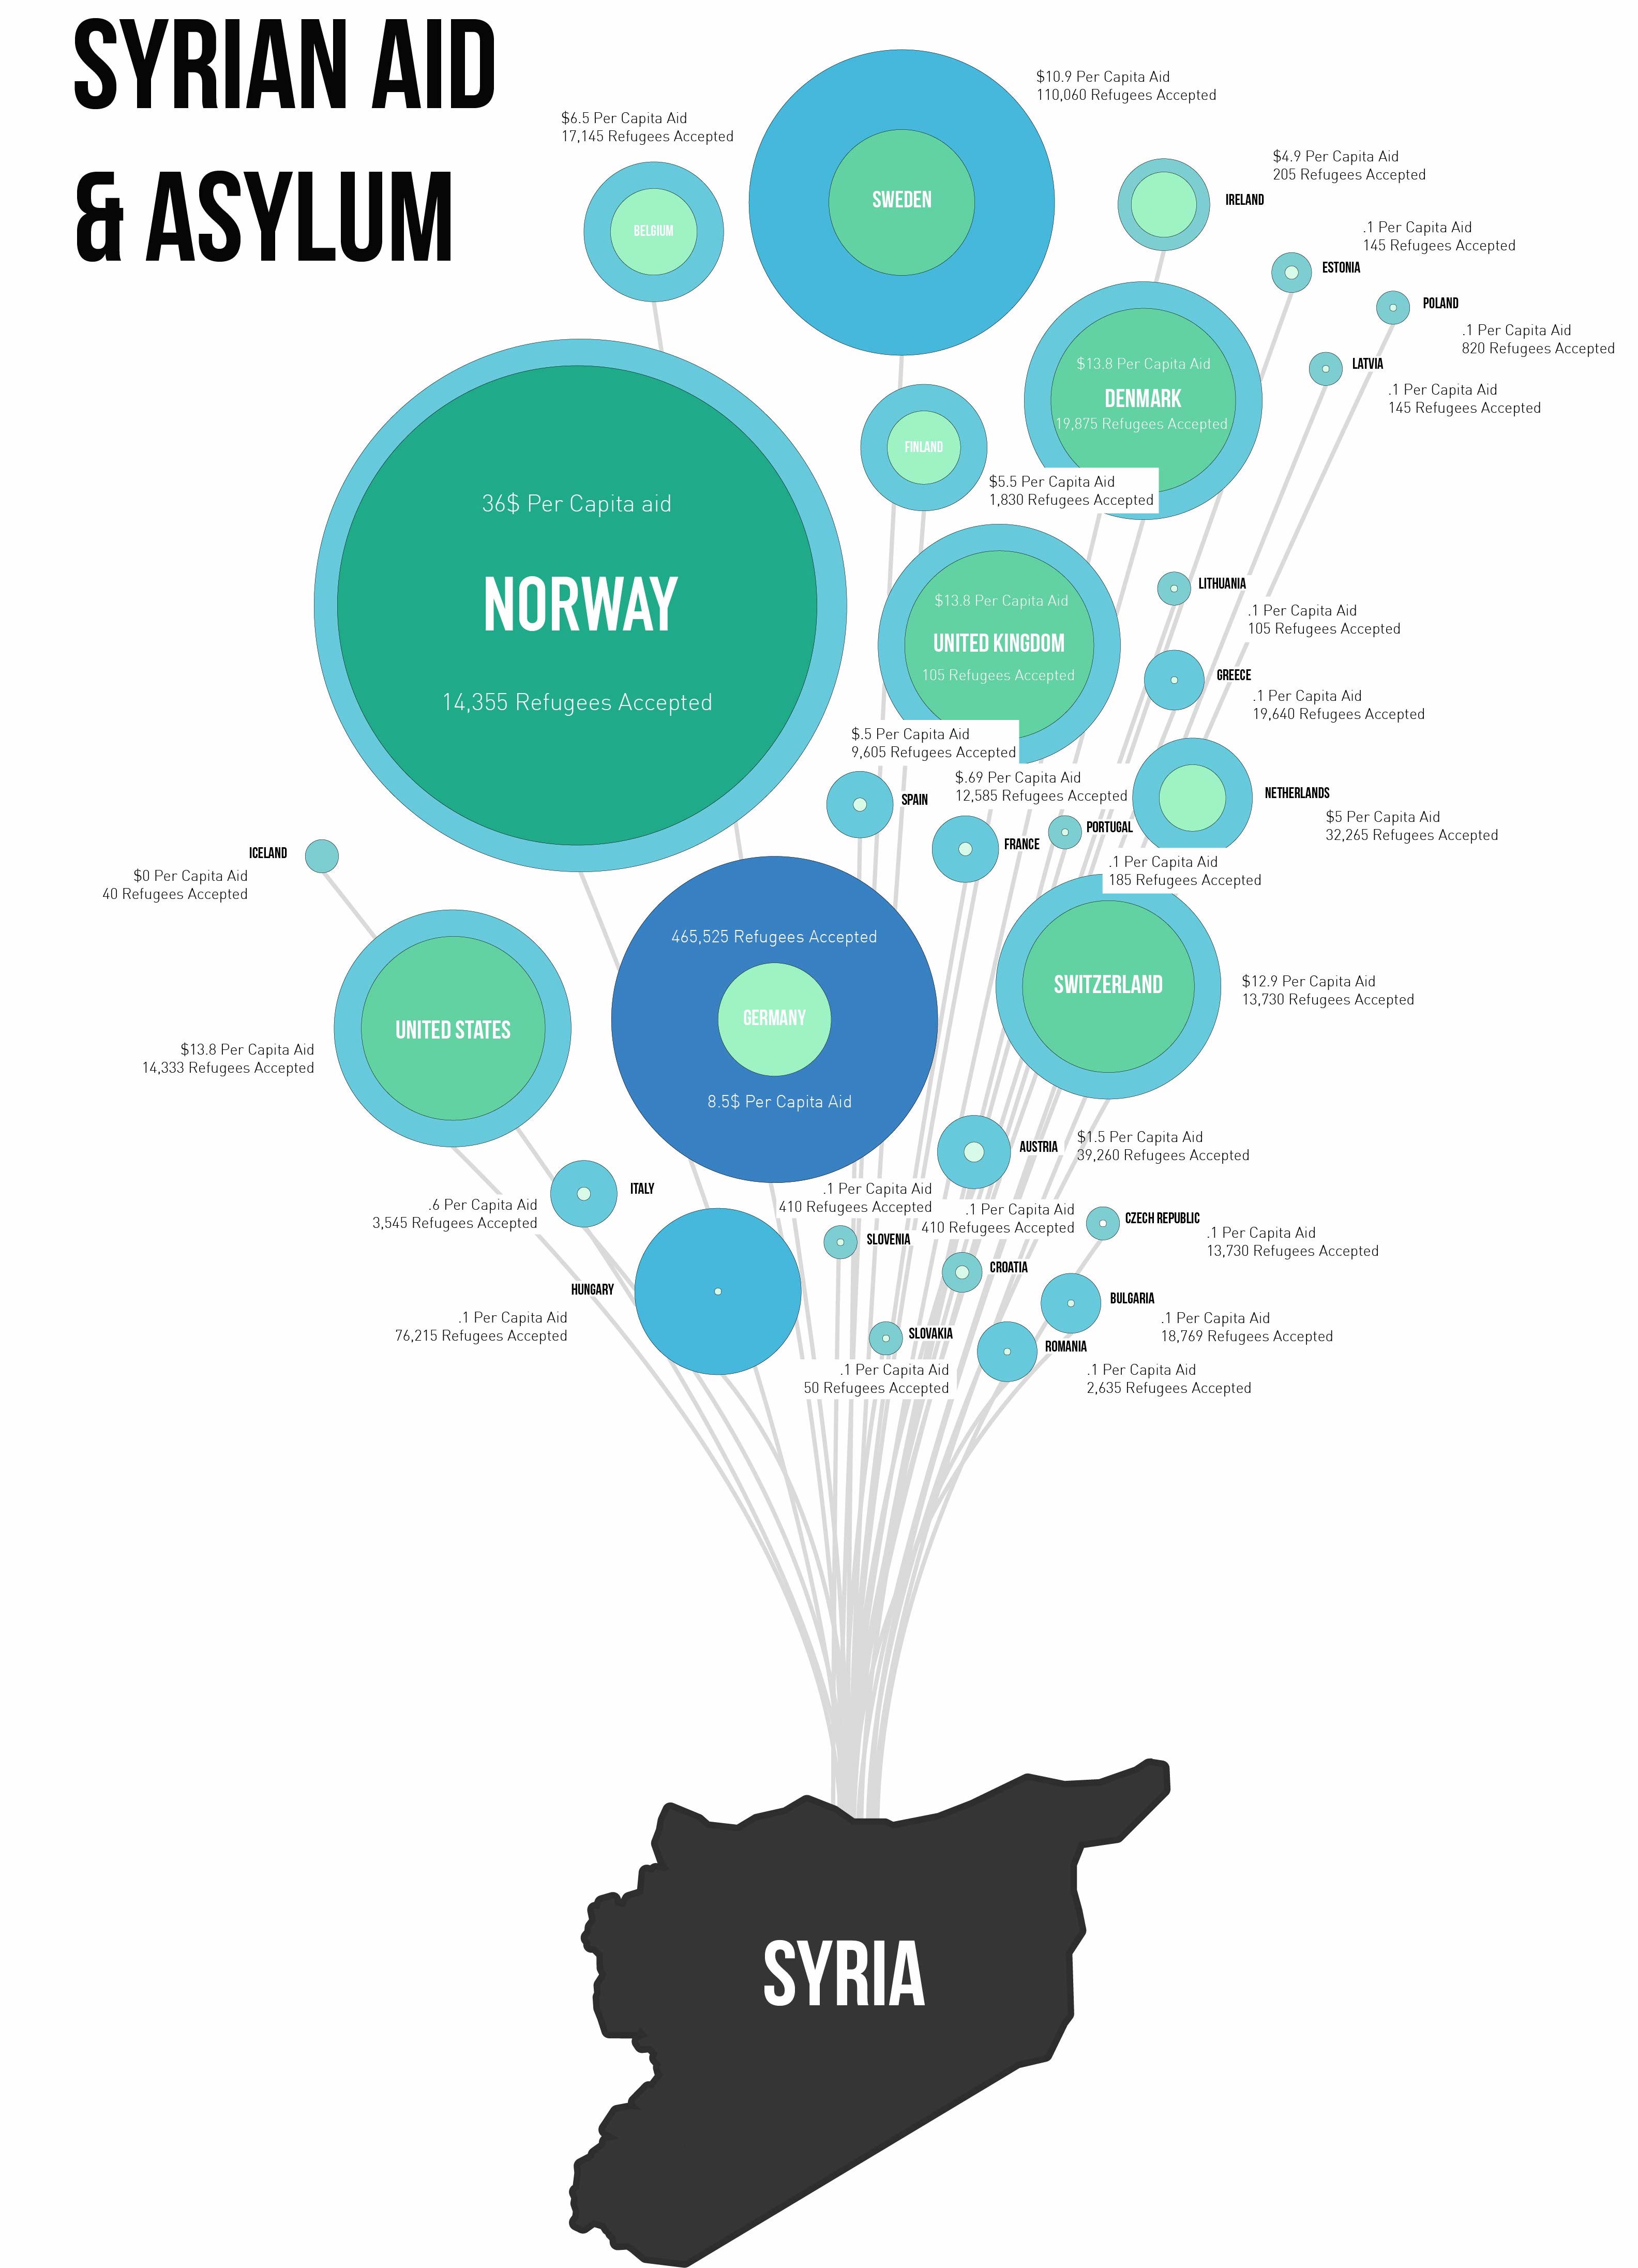 SYRIAN AID
& ASYLUM
$6.5 Per Capita Aid
17,145 Refugees Accepted
BELGIUM
$10.9 Per Capita Aid
110,060 Refugees Accepted
SWEDEN
$4.9 Per Capita Aid
205 Refugees Accepted
IRELAND
.1 Per Capita Aid
145 Refugees Accepted
ESTONIA
POLAND
.1 Per Capita Aid
820 Refugees Accepted
LATVIA
.1 Per Capita Aid
145 Refugees Accepted
$13.8 Per Capita Aid
DENMARK
19,875 Refugees Accepted
FINLAND
$5.5 Per Capita Aid
1,830 Refugees Accepted
36$ Per Capita aid
NORWAY
14,355 Refugees Accepted
$13.8 Per Capita Aid
UNITED KINGDOM
105 Refugees Accepted
LITHUANIA
.1 Per Capita Aid
105 Refugees Accepted
GREECE
.1 Per Capita Aid
19,640 Refugees Accepted
$.5 Per Capita Aid
9,605 Refugees Accepted
SPAIN
$.69 Per Capita Aid
12,585 Refugees Accepted
FRANCE
PORTUGAL
.1 Per Capita Aid
185 Refugees Accepted
NETHERLANDS
$5 Per Capita Aid
32,265 Refugees Accepted
ICELAND
$0 Per Capita Aid
40 Refugees Accepted
465,525 Refugees Accepted
GERMANY
8.5$ Per Capita Aid
SWITZERLAND
$12.9 Per Capita Aid
13,730 Refugees Accepted
UNITED STATES
$13.8 Per Capita Aid
14,333 Refugees Accepted
AUSTRIA
$1.5 Per Capita Aid
39,260 Refugees Accepted
ITALY
.6 Per Capita Aid
3,545 Refugees Accepted
.1 Per Capita Aid
410 Refugees Accepted
SLOVENIA
.1 Per Capita Aid
410 Refugees Accepted
CROATIA
CZECH REPUBLIC
.1 Per Capita Aid
13,730 Refugees Accepted
HUNGARY
.1 Per Capita Aid
76,215 Refugees Accepted
BULGARIA
.1 Per Capita Aid
18,769 Refugees Accepted
SLOVAKIA
.1 Per Capita Aid
50 Refugees Accepted
ROMANIA
.1 Per Capita Aid
2,635 Refugees Accepted
SYRIA